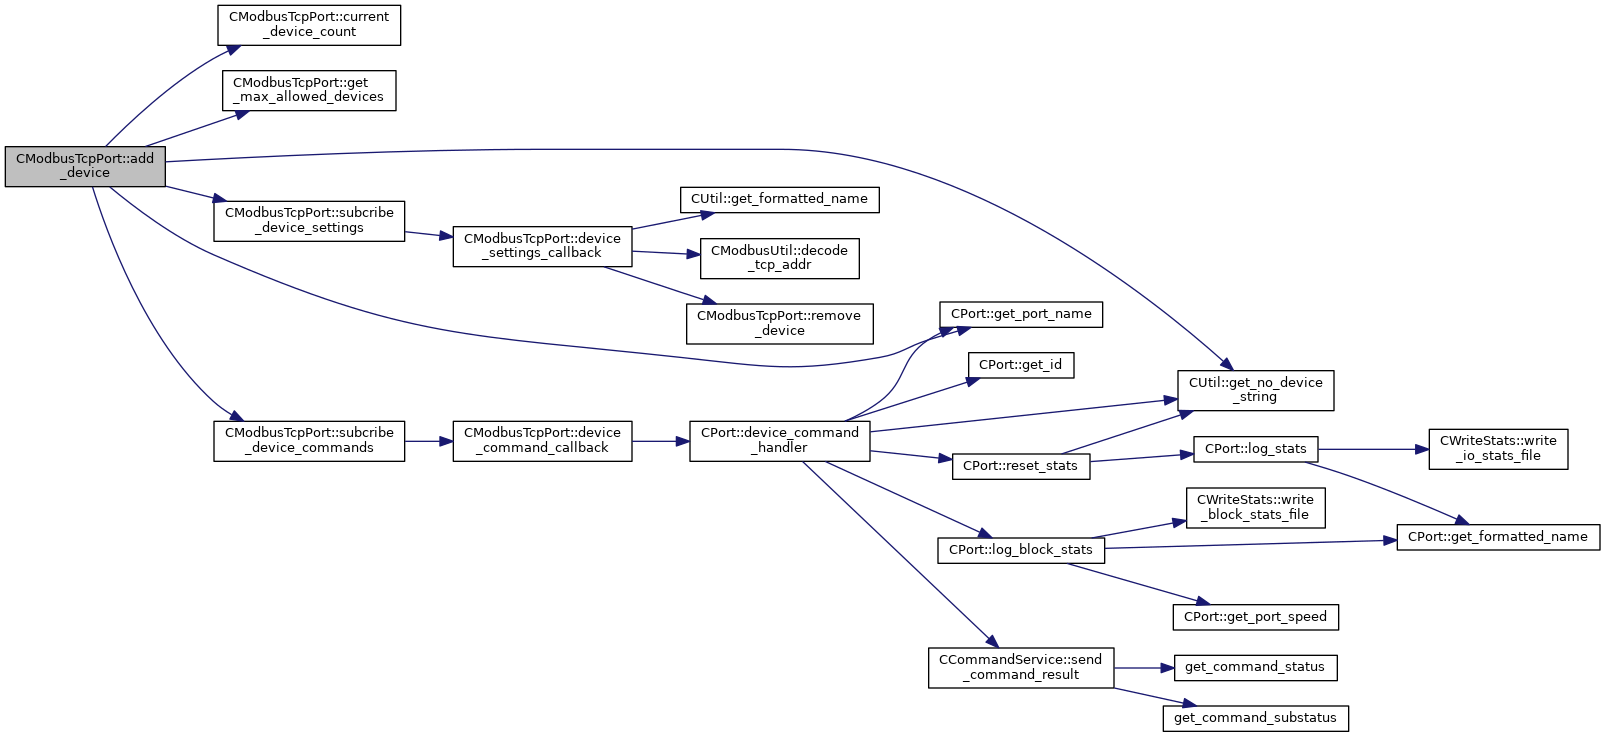 CModbusTcpPort::current
_device_count
CModbusTcpPort::get
_max_allowed_devices
CModbusTcpPort::add
_device
CModbusTcpPort::subcribe
_device_settings
CModbusTcpPort::device
_settings_callback
CUtil::get_formatted_name
CModbusUtil::decode
_tcp_addr
CModbusTcpPort::remove
_device
CPort::get_port_name
CPort::get_id
CUtil::get_no_device
_string
CModbusTcpPort::subcribe
_device_commands
CModbusTcpPort::device
_command_callback
CPort::device_command
_handler
CPort::reset_stats
CPort::log_stats
CWriteStats::write
_io_stats_file
CWriteStats::write
_block_stats_file
CPort::log_block_stats
CPort::get_formatted_name
CPort::get_port_speed
CCommandService::send
_command_result
get_command_status
get_command_substatus